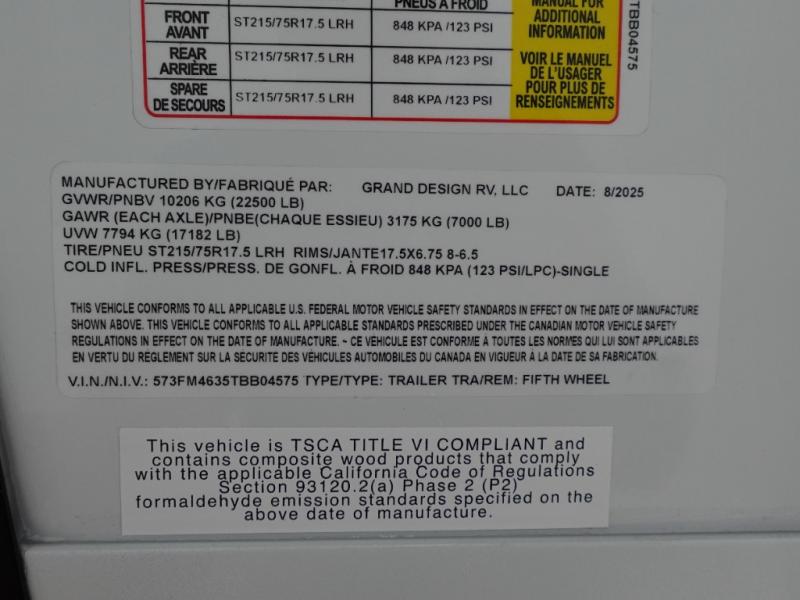 PNEUS À FROID
MANUAL FOR
ADDITIONAL
INFORMATION
FRONT
AVANT
ST215/75R17.5 LRH
848 KPA /123 PSI
REAR
ARRIÈRE
ST215/75R17.5 LRH
848 KPA /123 PSI
VOIR LE MANUEL
DE L'USAGER
POUR PLUS DE
RENSEIGNEMENTS
SPARE
DE SECOURS
ST215/75R17.5 LRH
848 KPA /123 PSI
TBB04575
MANUFACTURED BY/FABRIQUÉ PAR: GRAND DESIGN RV, LLC DATE: 8/2025
GVWR/PNBV 10206 KG (22500 LB)
GAWR (EACH AXLE)/PNBE(CHAQUE ESSIEU) 3175 KG (7000 LB)
UVW 7794 KG (17182 LB)
TIRE/PNEU ST215/75R17.5 LRH RIMS/JANTE17.5X6.75 8-6.5
COLD INFL. PRESS/PRESS. DE GONFL. À FROID 848 KPA (123 PSI/LPC)-SINGLE
THIS VEHICLE CONFORMS TO ALL APPLICABLE U.S. FEDERAL MOTOR VEHICLE SAFETY STANDARDS IN EFFECT ON THE DATE OF MANUFACTURE
SHOWN ABOVE. THIS VEHICLE CONFORMS TO ALL APPLICABLE STANDARDS PRESCRIBED UNDER THE CANADIAN MOTOR VEHICLE SAFETY
REGULATIONS IN EFFECT ON THE DATE OF MANUFACTURE. ~ CE VÉHICULE EST CONFORME À TOUTES LES NORMES QUI LUI SONT APPLICABLES
EN VERTU DU RÈGLEMENT SUR LA SECURITE DES VÉHICULES AUTOMOBILES DU CANADA EN VIGUEUR À LA DATE DE SA FABRICATION.
V.I.N./N.I.V.: 573FM4635TBB04575 TYPE/TYPE: TRAILER TRA/REM: FIFTH WHEEL
This vehicle is TSCA TITLE VI COMPLIANT and
contains composite wood products that comply
with the applicable California Code of Regulations
Section 93120.2(a) Phase 2 (P2)
formaldehyde emission standards specified on the
above date of manufacture.